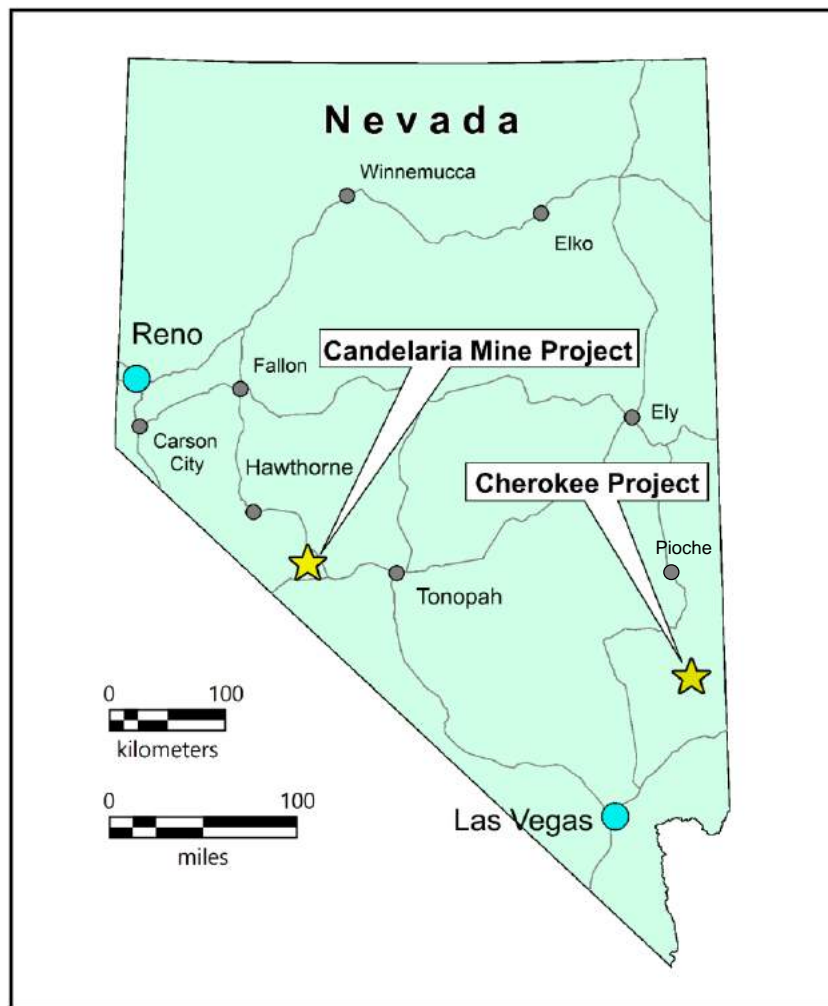 N e v a d a
Winnemucca
Elko
Reno
Candelaria Mine Project
Fallon
Ely
Carson
City
Hawthorne
Cherokee Project
Pioche
Tonopah
0 100
kilometers
0 100
miles
Las Vegas